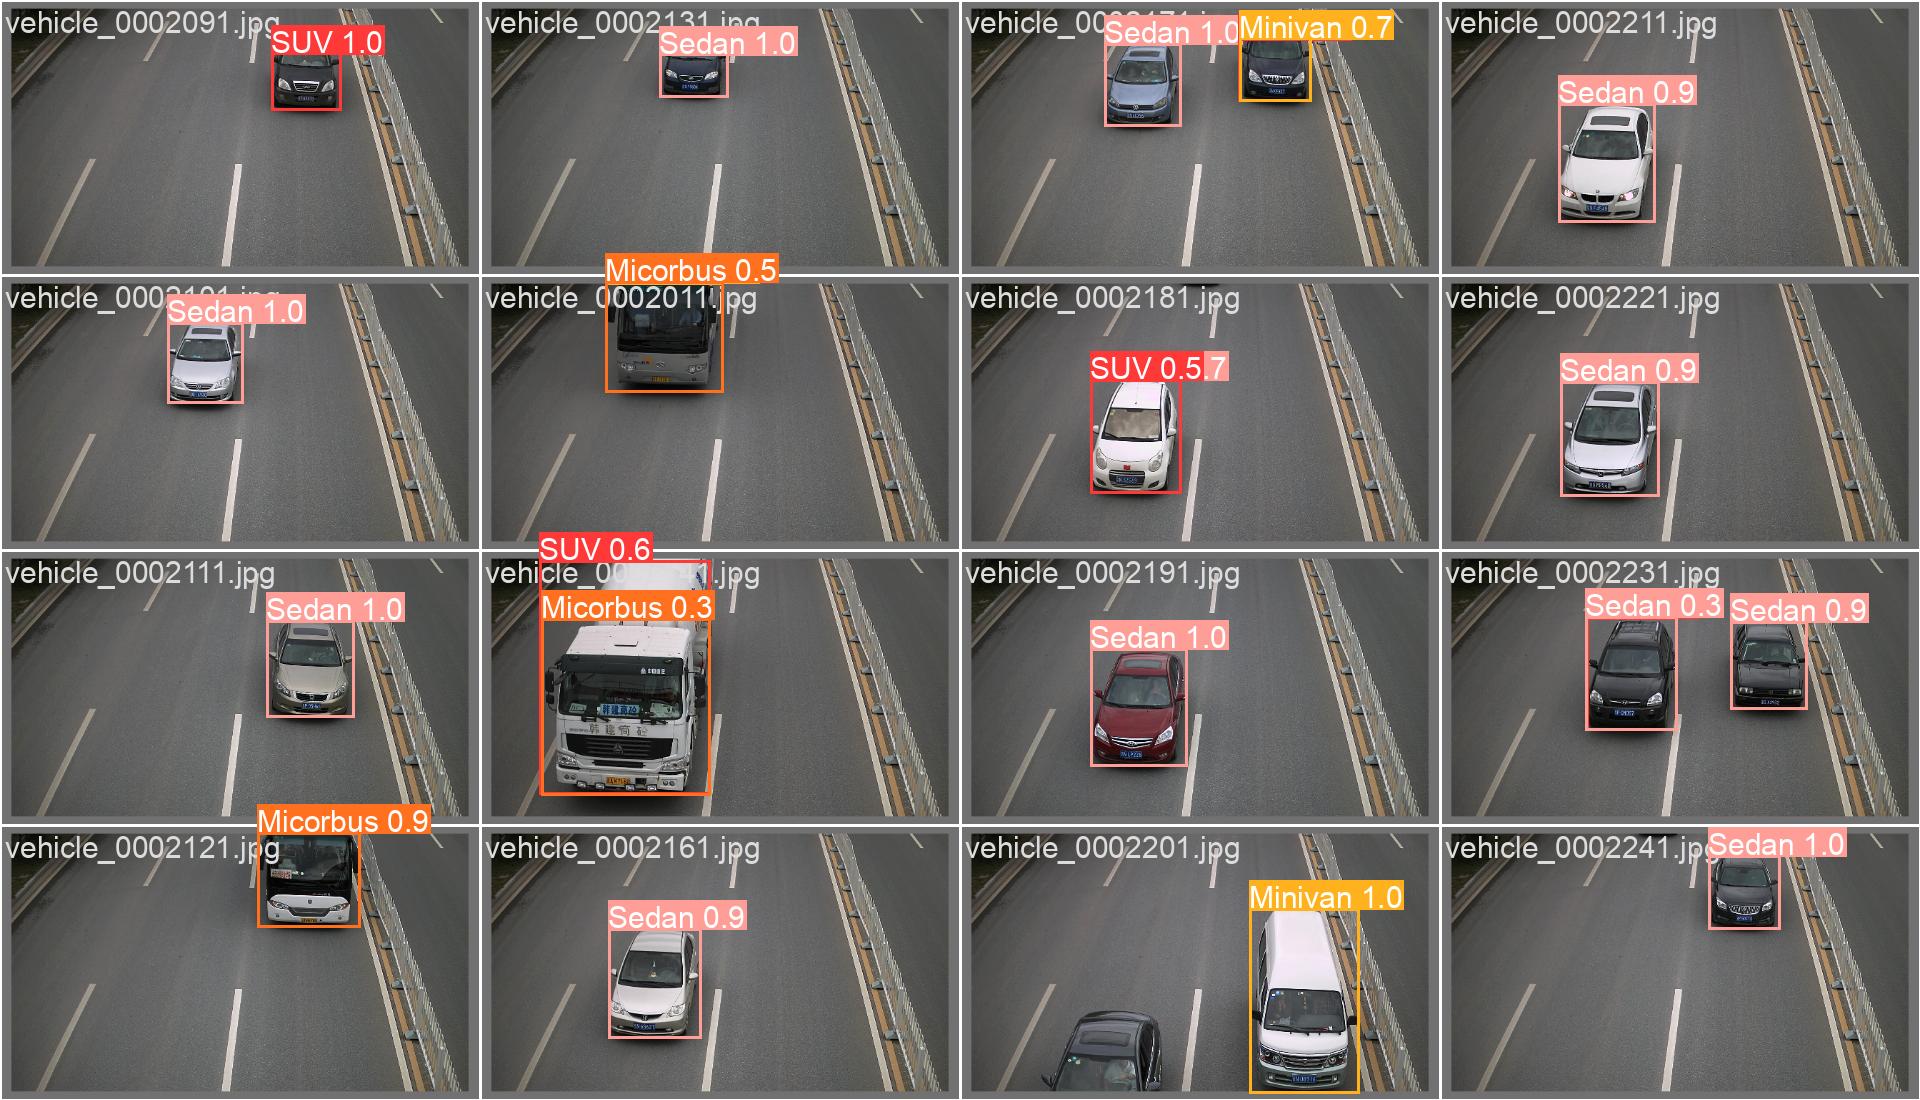 vehicle_0002091.jpg
SUV 1.0
vehicle_0002131.jpg
Sedan 1.0
Sedan 1.0
Minivan 0.7
vehicle_0002211.jpg
Sedan 0.9
Sedan 1.0
Micorbus 0.5
vehicle_0002011.jpg
vehicle_0002181.jpg
SUV 0.5.7
vehicle_0002221.jpg
Sedan 0.9
vehicle_0002111.jpg
Sedan 1.0
SUV 0.6
Micorbus 0.3
vehicle_0002191.jpg
Sedan 1.0
vehicle_0002231.jpg
Sedan 0.3
Sedan 0.9
vehicle_0002121.jpg
Micorbus 0.9
vehicle_0002161.jpg
Sedan 0.9
vehicle_0002201.jpg
Minivan 1.0
vehicle_0002241.jpg
Sedan 1.0